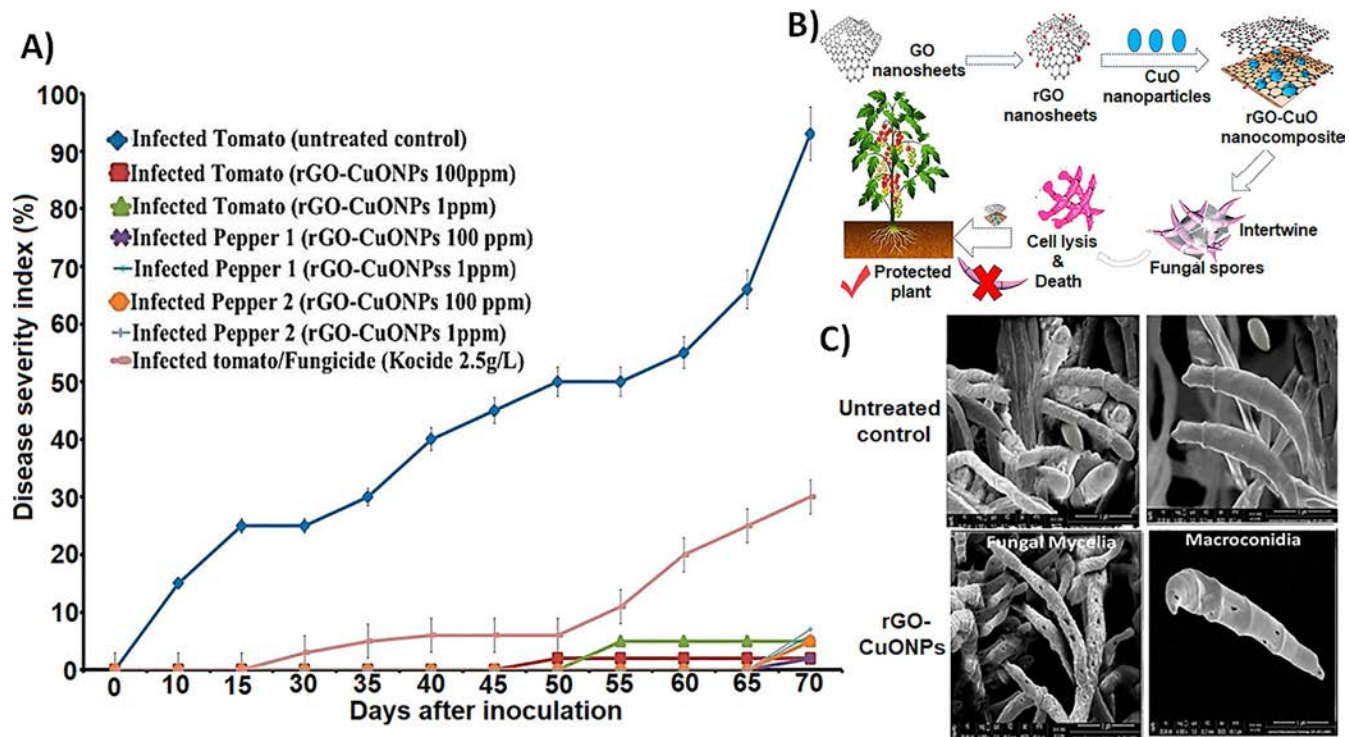 A)
Disease severity index (%)
100
90
80
70
60
50
40
30
20
10
0
Infected Tomato (untreated control)
Infected Tomato (rGO-CuONPs 100ppm)
Infected Tomato (rGO-CuONPs 1ppm)
Infected Pepper 1 (rGO-CuONPs 100 ppm)
Infected Pepper 1 (rGO-CuONPss 1ppm)
Infected Pepper 2 (rGO-CuONPs 100 ppm)
Infected Pepper 2 (rGO-CuONPs 1ppm)
Infected tomato/Fungicide (Kocide 2.5g/L)
0 10 15 30 35 40 45 50 55 60 65 70
Days after inoculation
B)
GO
nanosheets
rGO
nanosheets
CuO
nanoparticles
rGO-CuO
nanocomposite
Intertwine
Fungal spores
Cell lysis
&
Death
Protected
plant
C)
Untreated
control
Fungal Mycelia
Macroconidia
rGO-
CuONPs